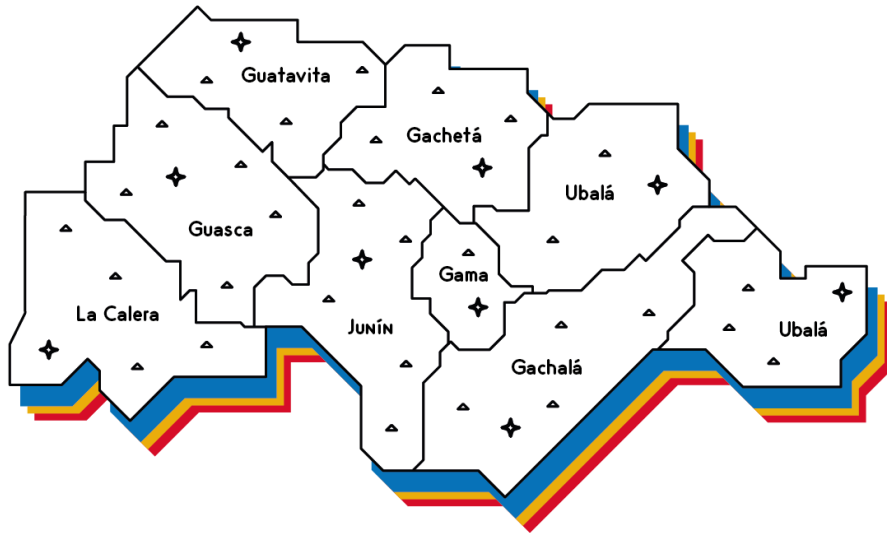 Guatavita
Gachetá
Ubalá
Guasca
Gama
La Calera
Junín
Ubalá
Gachalá